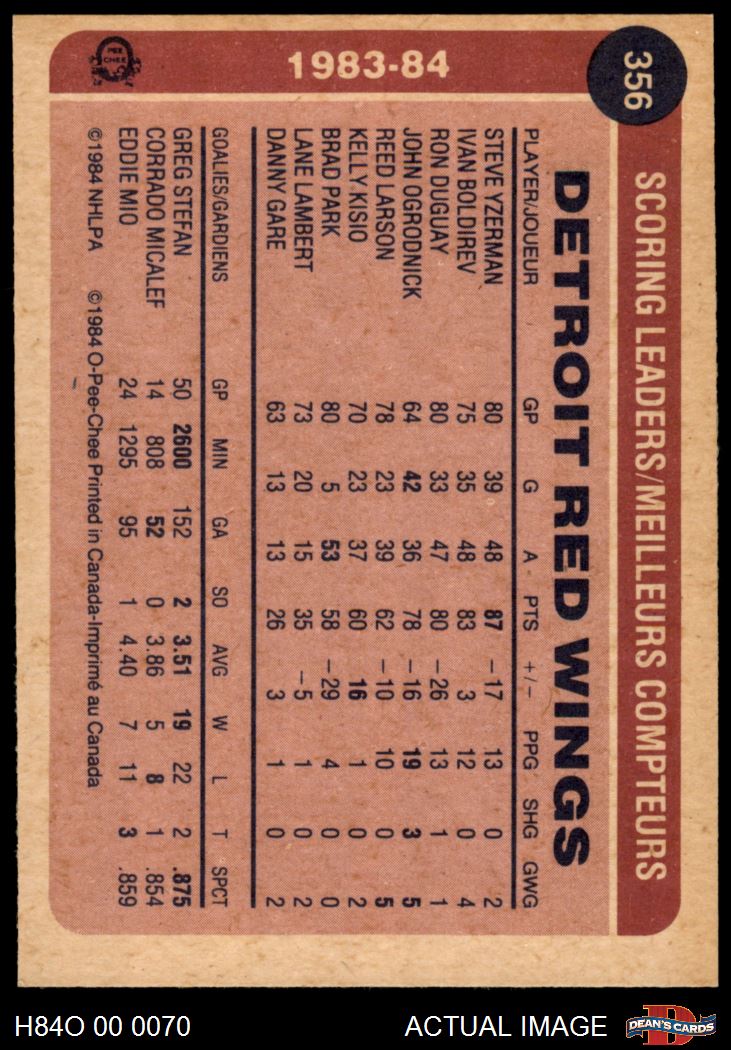 356
SCORING LEADERS/MEILLEURS COMPTEURS
1983-84
PEE
CHEE
DETROIT RED WINGS
PLAYER/JOUEUR GP G A PTS +/− PPG SHG GWG
STEVE YZERMAN 80 39 48 87 −17 13 0 2
IVAN BOLDIREV 75 35 48 83 3 12 0 4
RON DUGUAY 80 33 47 80 −26 13 1 1
JOHN OGRODNICK 64 42 36 78 −16 19 3 5
REED LARSON 78 23 39 62 −10 10 0 5
KELLY KISIO 70 23 37 60 16 1 0 2
BRAD PARK 80 5 53 58 −29 4 0 0
LANE LAMBERT 73 20 15 35 −5 1 0 2
DANNY GARE 63 13 13 26 3 1 0 2
GOALIES/GARDIENS GP MIN GA SO AVG W L T SPCT
GREG STEFAN 50 2600 152 2 3.51 19 22 2 .875
CORRADO MICALEF 14 808 52 0 3.86 5 8 1 .854
EDDIE MIO 24 1295 95 1 4.40 7 11 3 .859
©1984 NHLPA ©1984 O-Pee-Chee Printed in Canada-Imprimé au Canada
H84O 00 0070 ACTUAL IMAGE DEAN'S CARDS